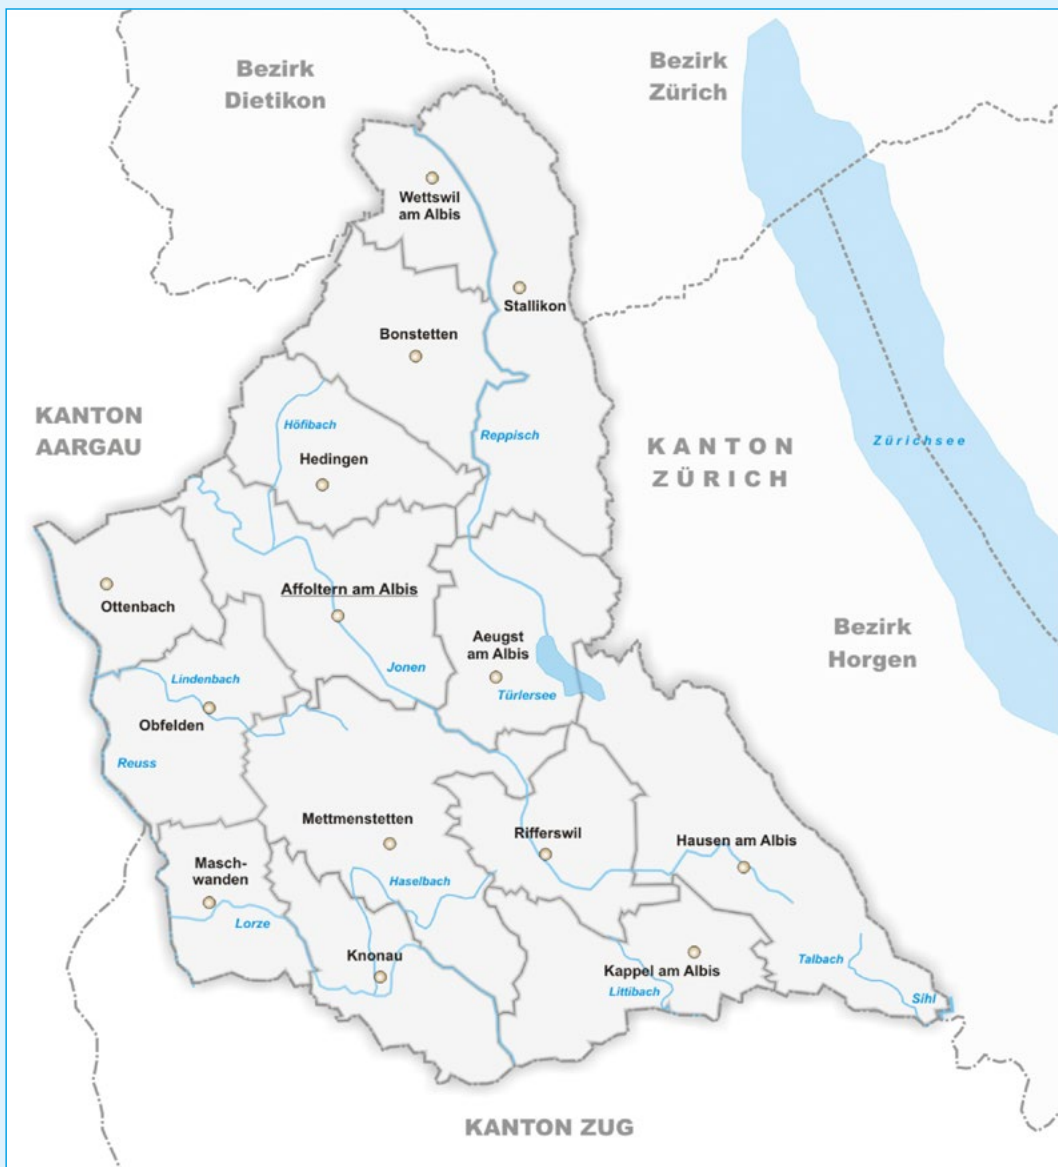 Bezirk
Dietikon
Bezirk
Zürich
Wettswil
am Albis
Stallikon
Bonstetten
KANTON
AARGAU
Höfibach
Reppisch
Hedingen
KANTON
ZÜRICH
Zürichsee
Ottenbach
Affoltern am Albis
Aeugst
am Albis
Bezirk
Horgen
Jonen
Türlersee
Lindenbach
Obfelden
Reuss
Mettmenstetten
Rifferswil
Hausen am Albis
Masch-
wanden
Haselbach
Lorze
Knonau
Kappel am Albis
Littibach
Talbach
Sihl
KANTON ZUG